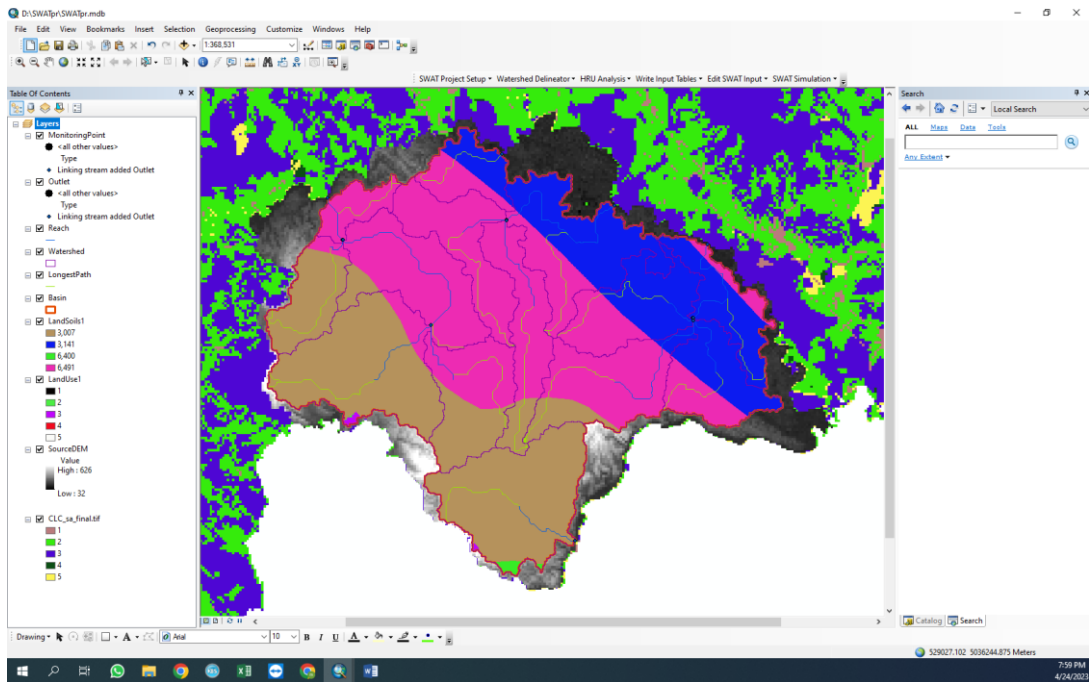 D:\SWATpr\SWATpr.mdb
File Edit View Bookmarks Insert Selection Geoprocessing Customize Windows Help
1:368.531
SWAT Project Setup Watershed Delineator HRU Analysis Write Input Tables Edit SWAT Input SWAT Simulation
Table Of Contents
Layers
MonitoringPoint
<all other values>
Type
Linking stream added Outlet
Outlet
<all other values>
Type
Linking stream added Outlet
Reach
Watershed
LongestPath
Basin
LandSoils1
3,007
3,141
6,400
6,491
LandUse1
1
2
3
4
5
SourceDEM
Value
High : 626
Low : 32
CLC_sa_final.tif
1
2
3
4
5
Search
Local Search
ALL Maps Data Tools
Any Extent
Catalog Search
Drawing A Arial 10 B I U A
529027.102 5036244.875 Meters
7:59 PM